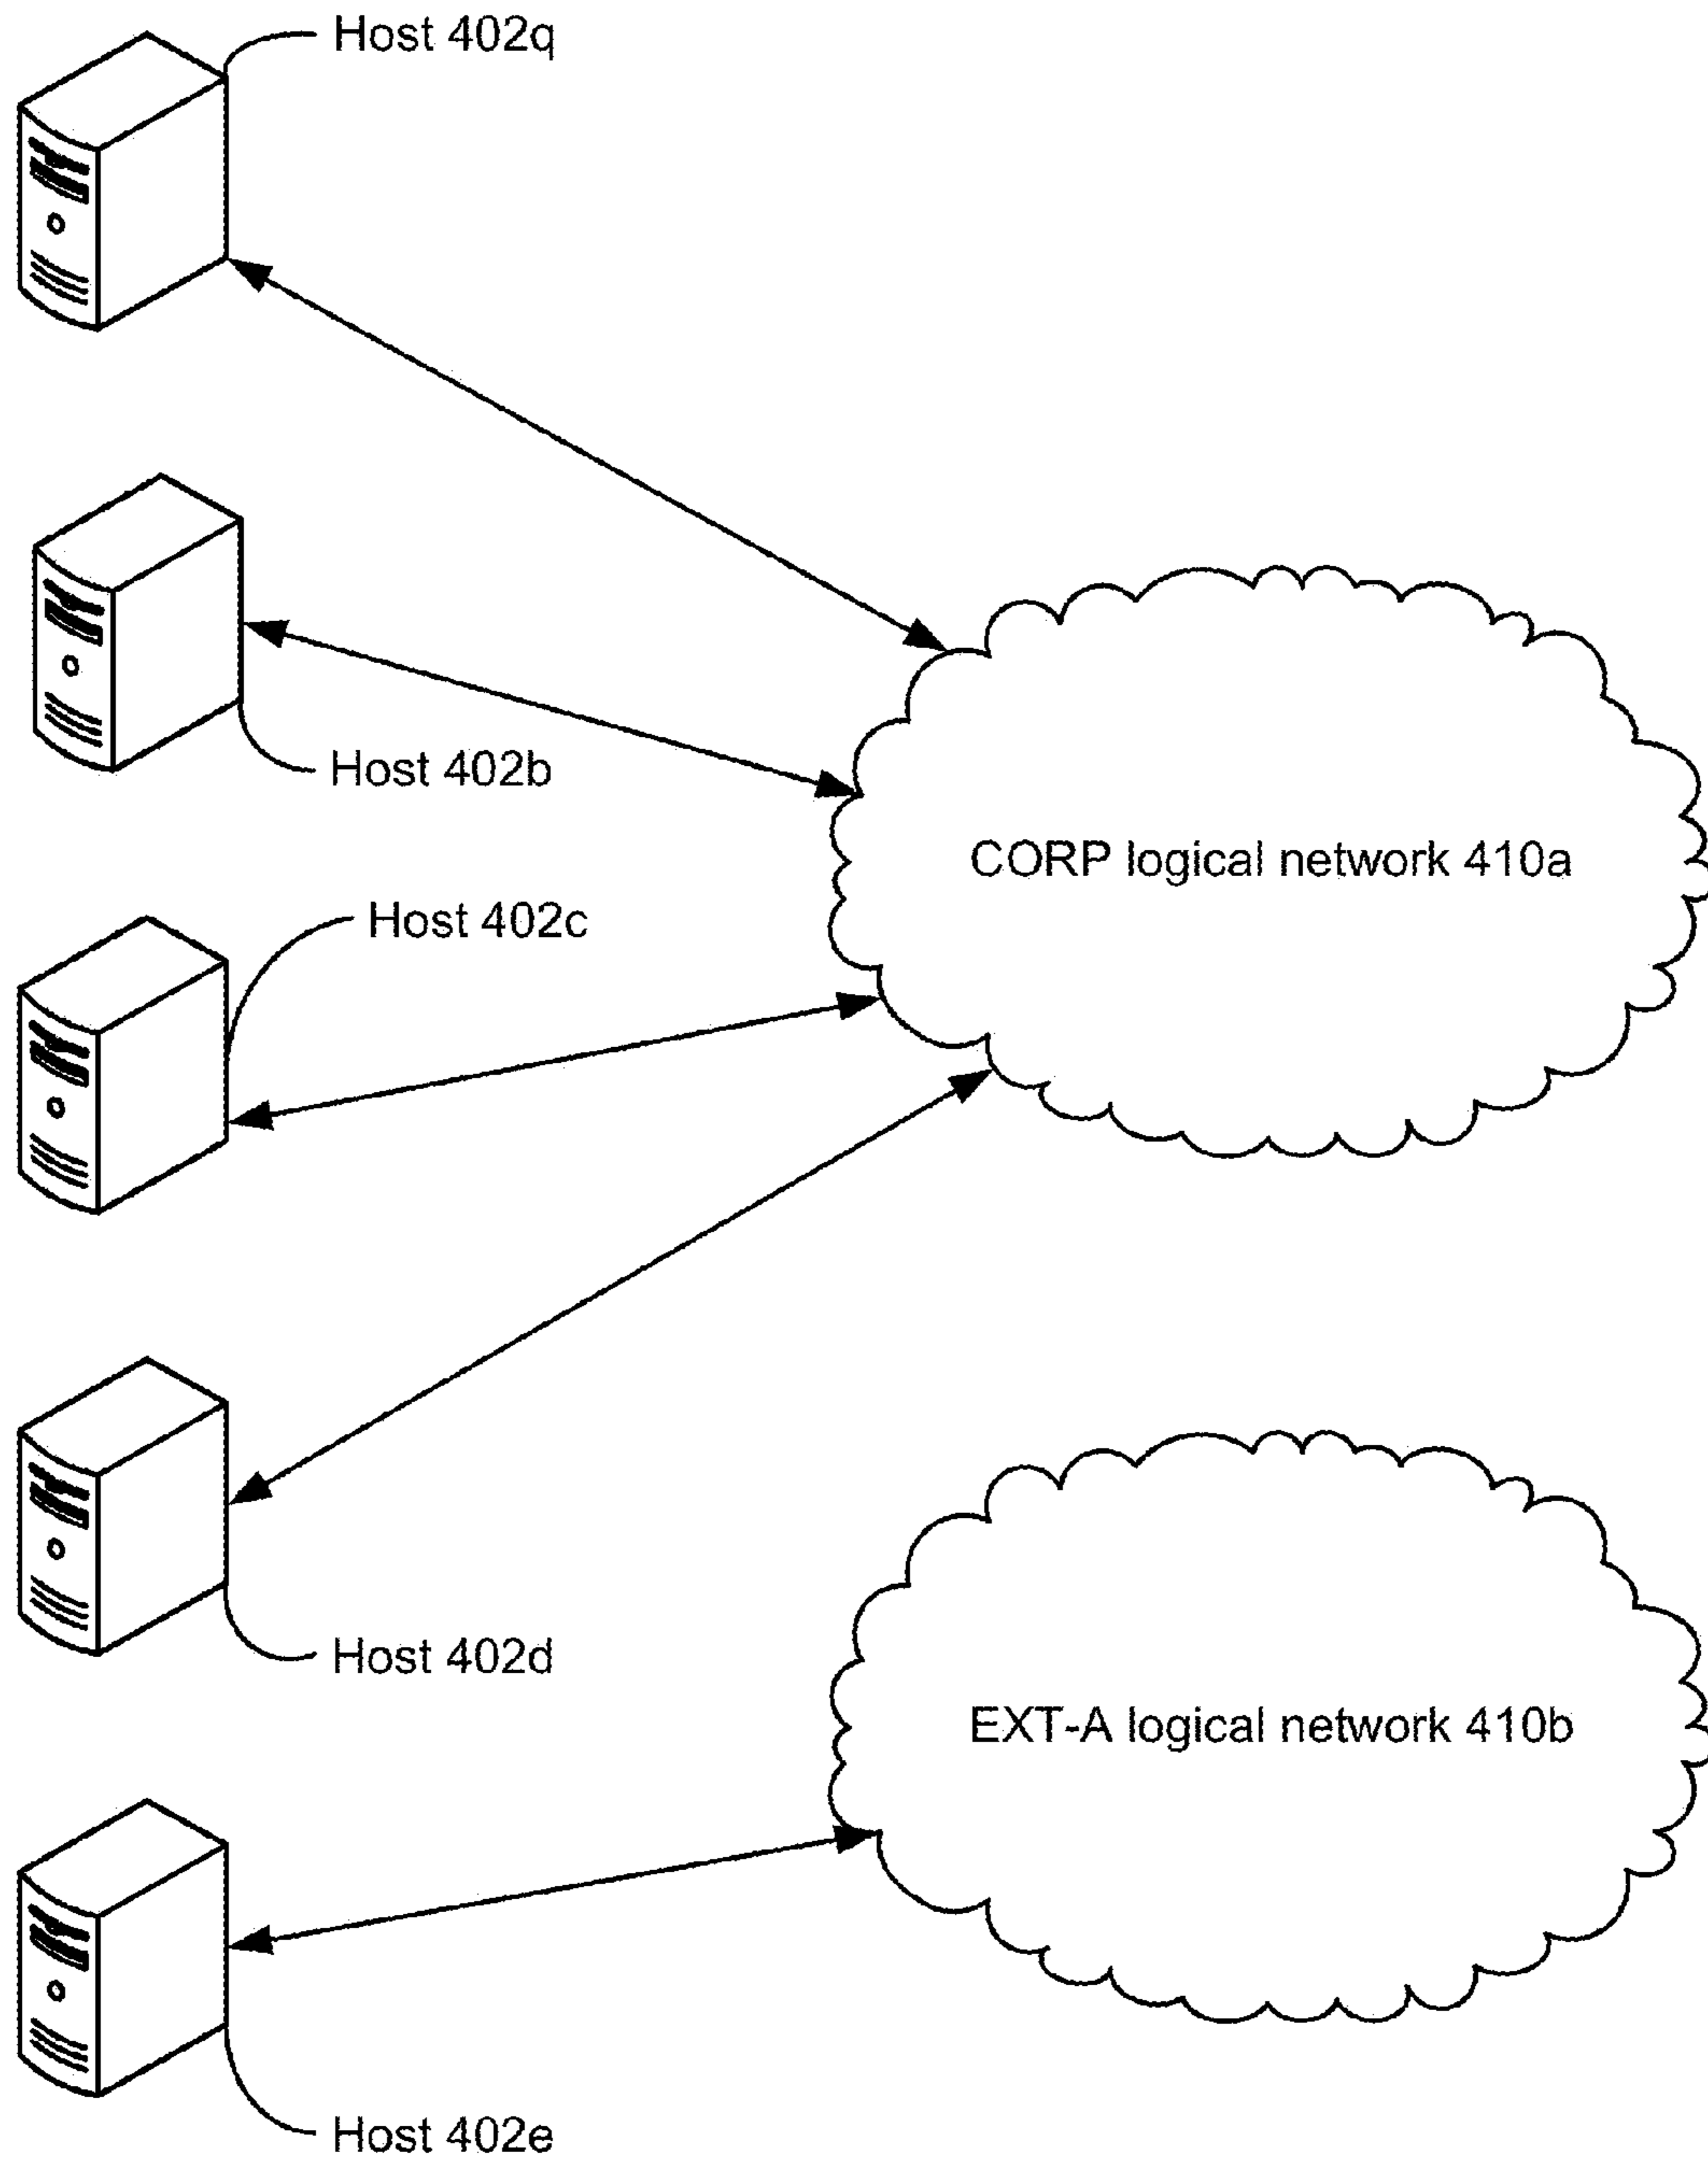 Host 402q
Host 402b
CORP logical network 410a
Host 402c
Host 402d
EXT-A logical network 410b
Host 402e